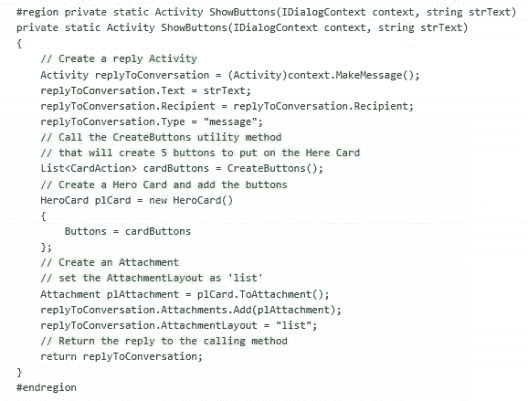 #region private static Activity ShowButtons(IDialogContext context, string strText)
private static Activity ShowButtons(IDialogContext context, string strText)
{
// Create a reply Activity
Activity replyToConversation = (Activity)context.MakeMessage();
replyToConversation.Text = strText;
replyToConversation.Recipient = replyToConversation.Recipient;
replyToConversation.Type = "message";
// Call the CreateButtons utility method
// that will create 5 buttons to put on the Here Card
List<CardAction> cardButtons = CreateButtons();
// Create a Hero Card and add the buttons
HeroCard plCard = new HeroCard()
{
Buttons = cardButtons
};
// Create an Attachment
// set the AttachmentLayout as 'list'
Attachment plAttachment = plCard.ToAttachment();
replyToConversation.Attachments.Add(plAttachment);
replyToConversation.AttachmentLayout = "list";
// Return the reply to the calling method
return replyToConversation;
}
#endregion